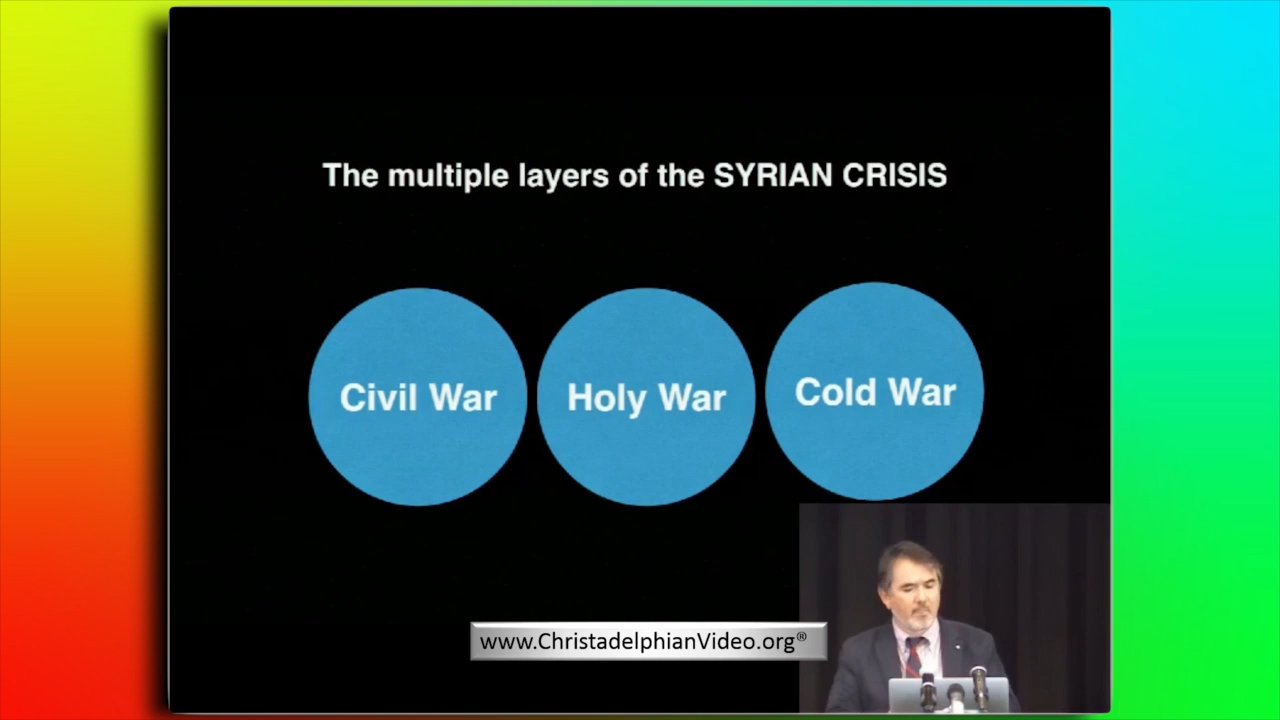 The multiple layers of the SYRIAN CRISIS
Civil War
Holy War
Cold War
www.ChristadelphianVideo.org®